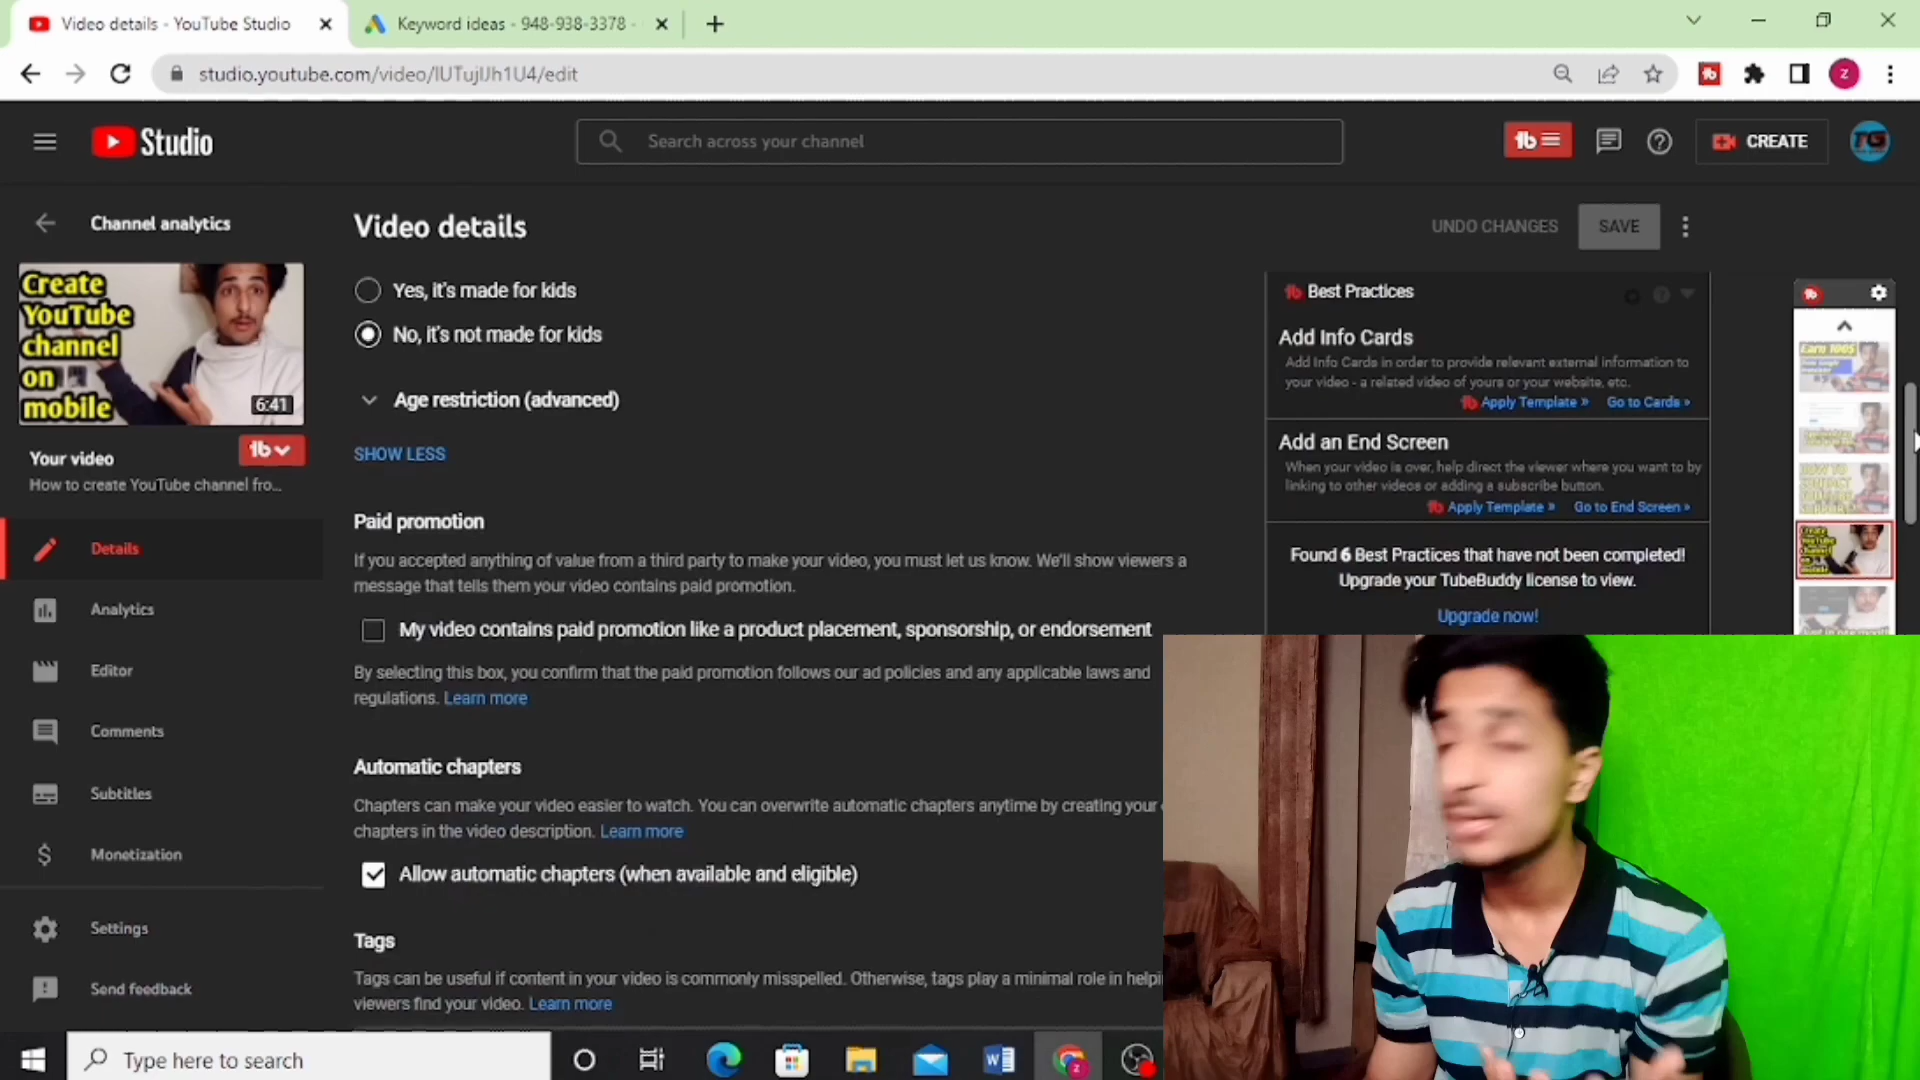 Video details - YouTube Studio
Keyword ideas - 948-938-3378 -
studio.youtube.com/video/lUTujlJh1U4/edit
z
Studio
Search across your channel
CREATE
TG
Channel analytics
Video details
UNDO CHANGES
SAVE
Create
YouTube
channel
on
mobile
6:41
Your video
How to create YouTube channel fro...
Details
Analytics
Editor
Comments
Subtitles
Monetization
Settings
Send feedback
Yes, it's made for kids
No, it's not made for kids
Age restriction (advanced)
SHOW LESS
Paid promotion
If you accepted anything of value from a third party to make your video, you must let us know. We'll show viewers a
message that tells them your video contains paid promotion.
My video contains paid promotion like a product placement, sponsorship, or endorsement
By selecting this box, you confirm that the paid promotion follows our ad policies and any applicable laws and
regulations. Learn more
Automatic chapters
Chapters can make your video easier to watch. You can overwrite automatic chapters anytime by creating your
chapters in the video description. Learn more
Allow automatic chapters (when available and eligible)
Tags
Tags can be useful if content in your video is commonly misspelled. Otherwise, tags play a minimal role in helpi
viewers find your video. Learn more
Best Practices
Add Info Cards
Add Info Cards in order to provide relevant external information to
your video - a related video of yours or your website, etc.
Apply Template » Go to Cards »
Add an End Screen
When your video is over, help direct the viewer where you want to by
linking to other videos or adding a subscribe button.
Apply Template » Go to End Screen »
Found 6 Best Practices that have not been completed!
Upgrade your TubeBuddy license to view.
Upgrade now!
Earn 100$
HOW TO
CONTACT
YOUTUBE
SUPPORT
Create
YouTube
channel
on
mobile
Type here to search